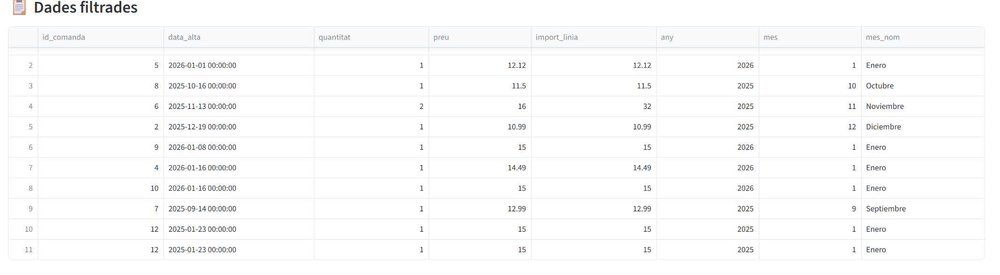 Dades filtrades
id_comanda data_alta quantitat preu import_linia any mes mes_nom
2 5 2026-01-01 00:00:00 1 12.12 12.12 2026 1 Enero
3 8 2025-10-16 00:00:00 1 11.5 11.5 2025 10 Octubre
4 6 2025-11-13 00:00:00 2 16 32 2025 11 Noviembre
5 2 2025-12-19 00:00:00 1 10.99 10.99 2025 12 Diciembre
6 9 2026-01-08 00:00:00 1 15 15 2026 1 Enero
7 4 2026-01-16 00:00:00 1 14.49 14.49 2026 1 Enero
8 10 2026-01-16 00:00:00 1 15 15 2026 1 Enero
9 7 2025-09-14 00:00:00 1 12.99 12.99 2025 9 Septiembre
10 12 2025-01-23 00:00:00 1 15 15 2025 1 Enero
11 12 2025-01-23 00:00:00 1 15 15 2025 1 Enero